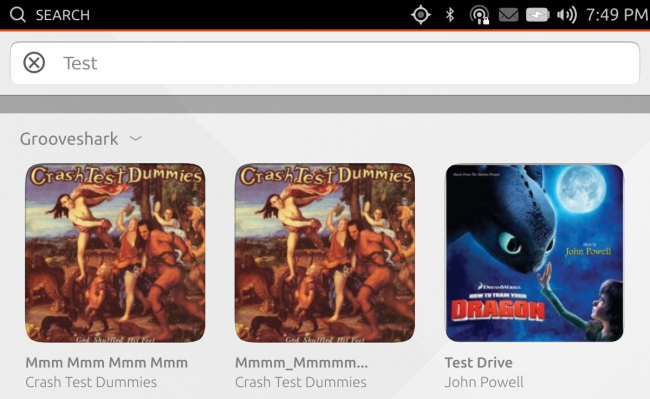 SEARCH 7:49 PM
Test
Grooveshark
CRASH TEST DUMMIES
God Shuffled His Feet
CRASH TEST DUMMIES
God Shuffled His Feet
Music From The Motion Picture
Music by
John Powell
DREAMWORKS
HOW TO TRAIN YOUR
DRAGON
Mmm Mmm Mmm Mmm
Crash Test Dummies
Mmmm_Mmmmm...
Crash Test Dummies
Test Drive
John Powell